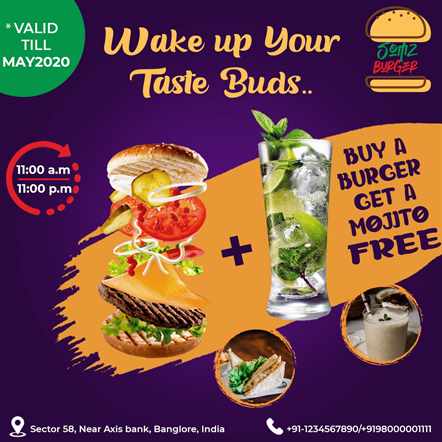 * VALID
TILL
MAY2020
Wake up Your
Taste Buds..
BURGER
11:00 a.m
11:00 p.m
+
BUY A
BURGER
GET A
MOJITO
FREE
Sector 58, Near Axis bank, Banglore, India
+91-1234567890/+9198000001111